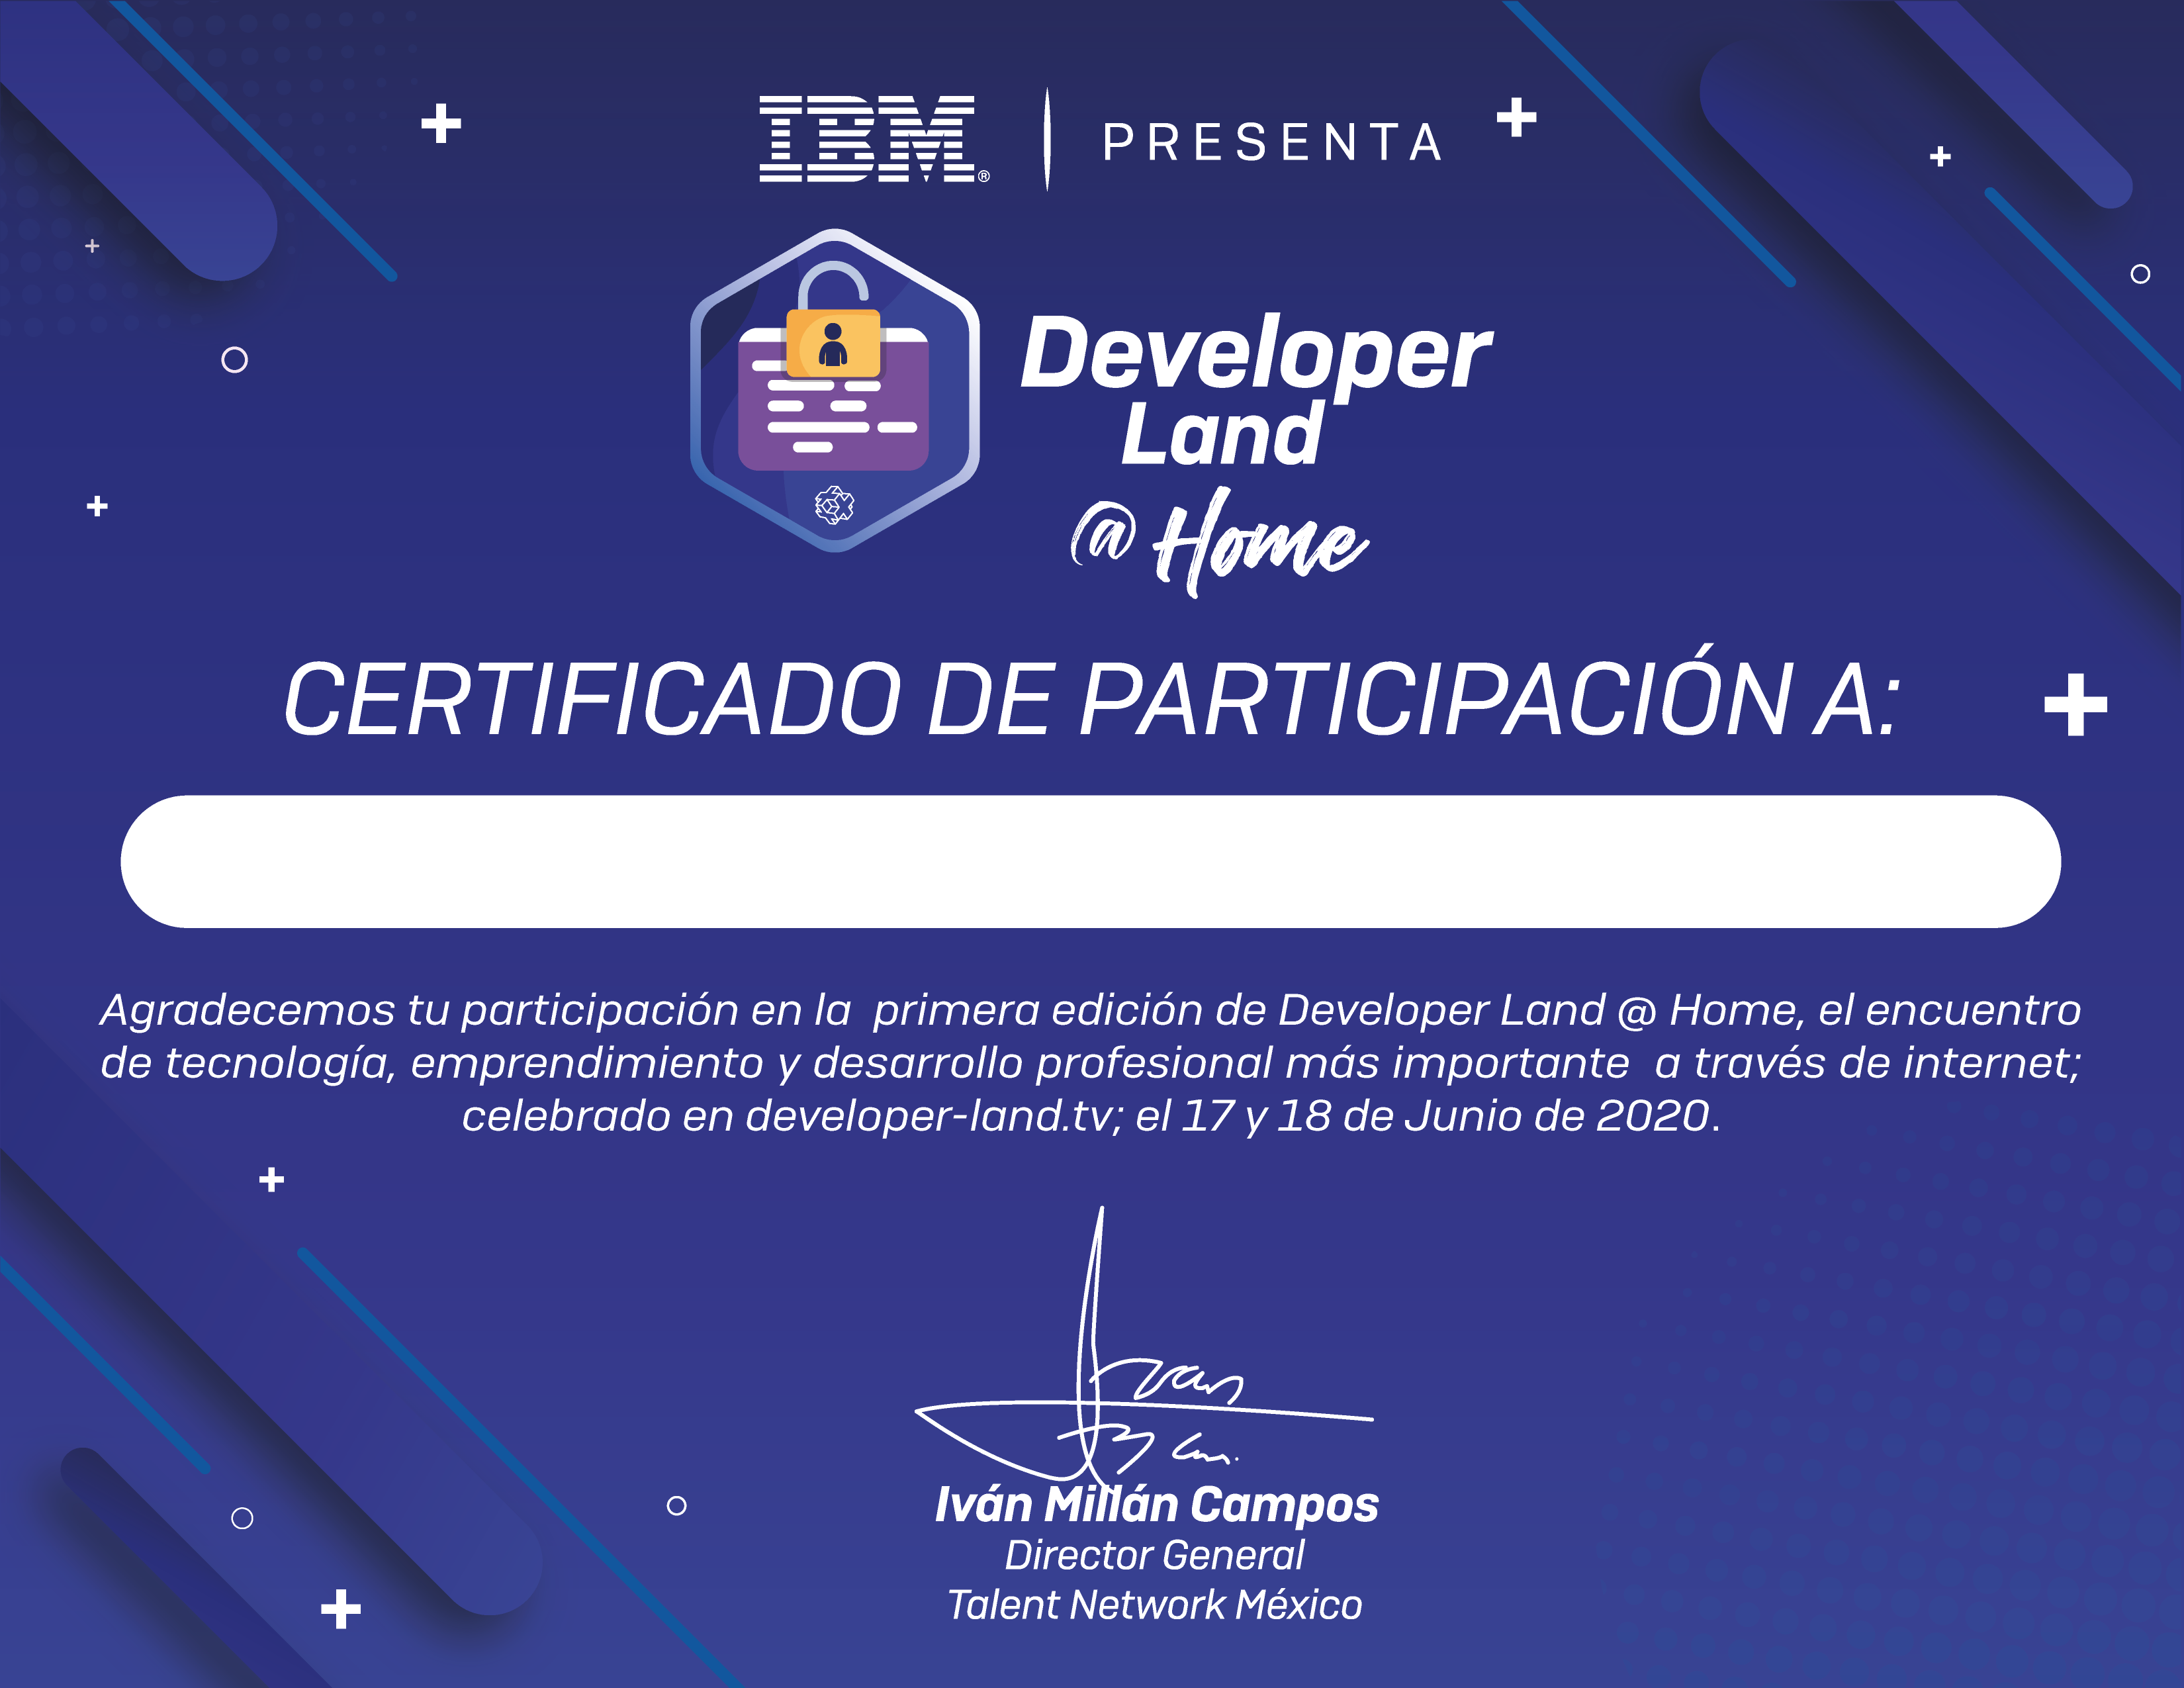 IBM® | PRESENTA
Developer
Land
@ Home
CERTIFICADO DE PARTICIPACIÓN A:
Agradecemos tu participación en la primera edición de Developer Land @ Home, el encuentro
de tecnología, emprendimiento y desarrollo profesional más importante a través de internet;
celebrado en developer-land.tv; el 17 y 18 de Junio de 2020.
Iván Millán Campos
Director General
Talent Network México